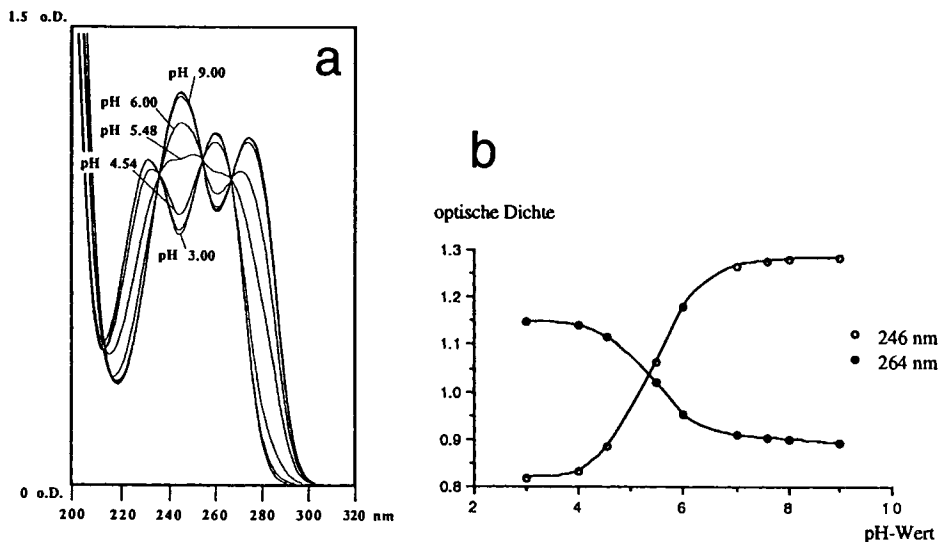 1.5 o.D.
a
pH 9.00
pH 6.00
pH 5.48
pH 4.54
pH 3.00
0 o.D.
200 220 240 260 280 300 320 nm
b
optische Dichte
1.3
1.2
1.1
1.0
0.9
0.8
2 4 6 8 10
pH-Wert
246 nm
264 nm